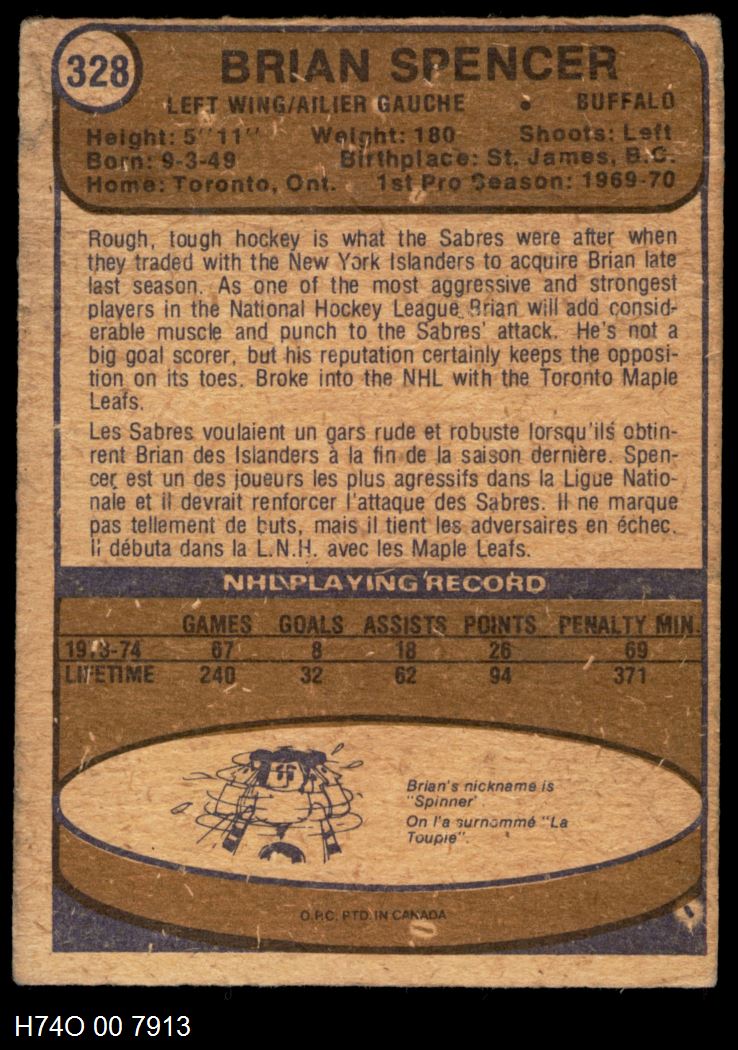 328
BRIAN SPENCER
LEFT WING/AILIER GAUCHE • BUFFALO
Height: 5''11'' Weight: 180 Shoots: Left
Born: 9-3-49 Birthplace: St. James, B.C.
Home: Toronto, Ont. 1st Pro Season: 1969-70
Rough, tough hockey is what the Sabres were after when
they traded with the New York Islanders to acquire Brian late
last season. As one of the most aggressive and strongest
players in the National Hockey League, Brian will add consid-
erable muscle and punch to the Sabres' attack. He's not a
big goal scorer, but his reputation certainly keeps the opposi-
tion on its toes. Broke into the NHL with the Toronto Maple
Leafs.
Les Sabres voulaient un gars rude et robuste lorsqu'ils obtin-
rent Brian des Islanders à la fin de la saison dernière. Spen-
cer est un des joueurs les plus agressifs dans la Ligue Natio-
nale et il devrait renforcer l'attaque des Sabres. Il ne marque
pas tellement de buts, mais il tient les adversaires en échec.
Il débuta dans la L.N.H. avec les Maple Leafs.
NHL PLAYING RECORD
GAMES GOALS ASSISTS POINTS PENALTY MIN.
1973-74 67 8 18 26 69
LIFETIME 240 32 62 94 371
Brian's nickname is
"Spinner"
On l'a surnommé "La
Toupie".
O.P.C. PTD. IN CANADA
H74O 00 7913